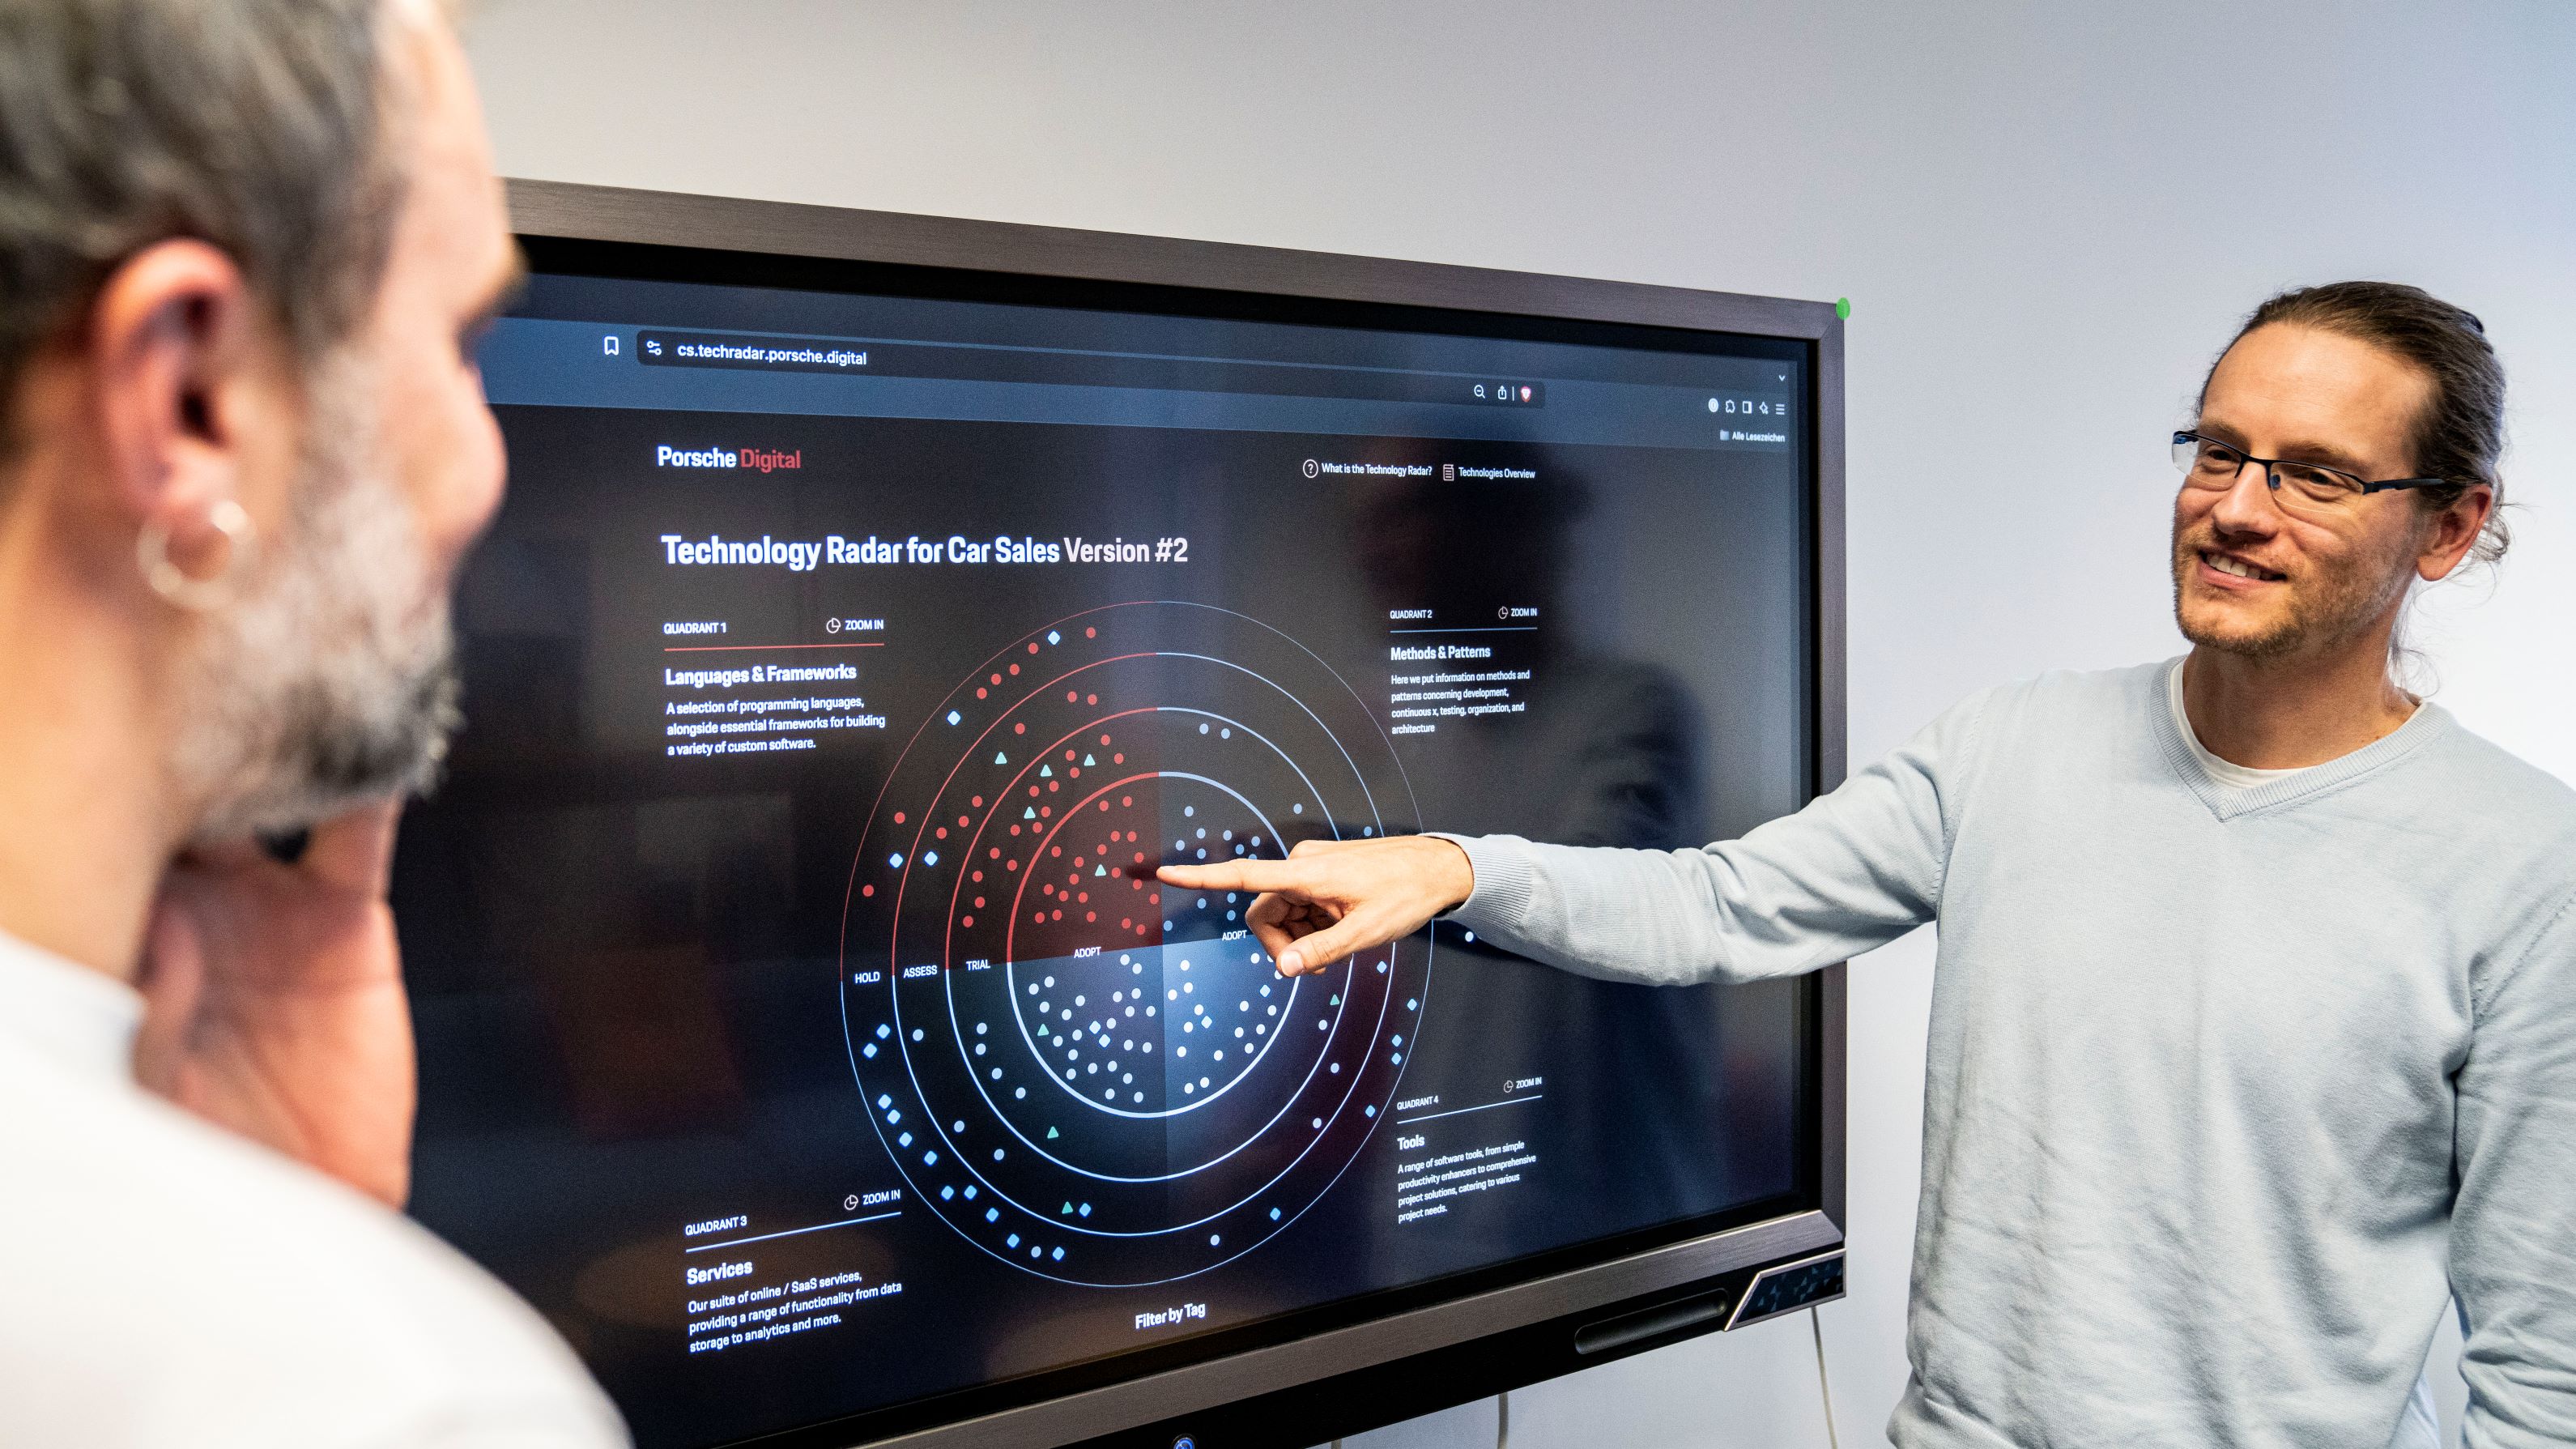 cs.techradar.porsche.digital
Alle Lesezeichen
Porsche Digital
What is the Technology Radar?
Technologies Overview
Technology Radar for Car Sales Version #2
QUADRANT 1
ZOOM IN
Languages & Frameworks
A selection of programming languages,
alongside essential frameworks for building
a variety of custom software.
QUADRANT 2
ZOOM IN
Methods & Patterns
Here we put information on methods and
patterns concerning development,
continuous x, testing, organization, and
architecture
HOLD
ASSESS
TRIAL
ADOPT
ADOPT
QUADRANT 3
ZOOM IN
Services
Our suite of online / SaaS services,
providing a range of functionality from data
storage to analytics and more.
QUADRANT 4
ZOOM IN
Tools
A range of software tools, from simple
productivity enhancers to comprehensive
project solutions, catering to various
project needs.
Filter by Tag